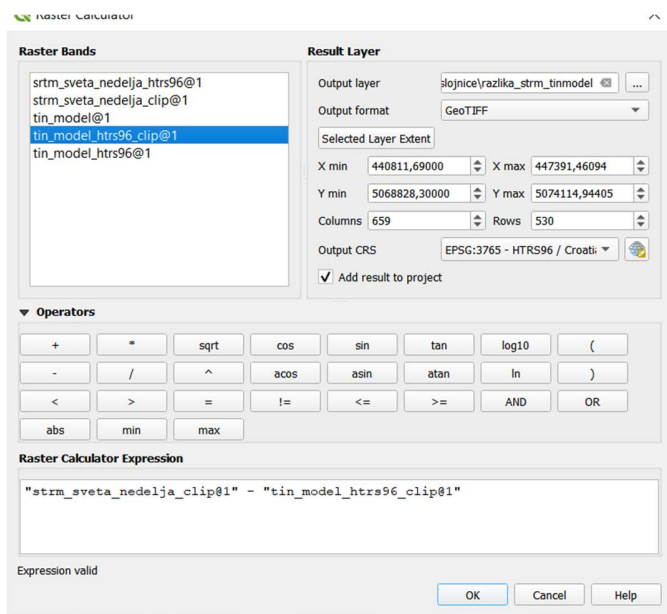 Raster Calculator
Raster Bands
srtm_sveta_nedelja_htrs96@1
strm_sveta_nedelja_clip@1
tin_model@1
tin_model_htrs96_clip@1
tin_model_htrs96@1
Result Layer
Output layer slojnice\razlika_strm_tinmodel ...
Output format GeoTIFF
Selected Layer Extent
X min 440811,69000 X max 447391,46094
Y min 5068828,30000 Y max 5074114,94405
Columns 659 Rows 530
Output CRS EPSG:3765 - HTRS96 / Croati
Add result to project
Operators
+ * sqrt cos sin tan log10 (
- / ^ acos asin atan ln )
< > = != <= >= AND OR
abs min max
Raster Calculator Expression
"strm_sveta_nedelja_clip@1" - "tin_model_htrs96_clip@1"
Expression valid
OK Cancel Help